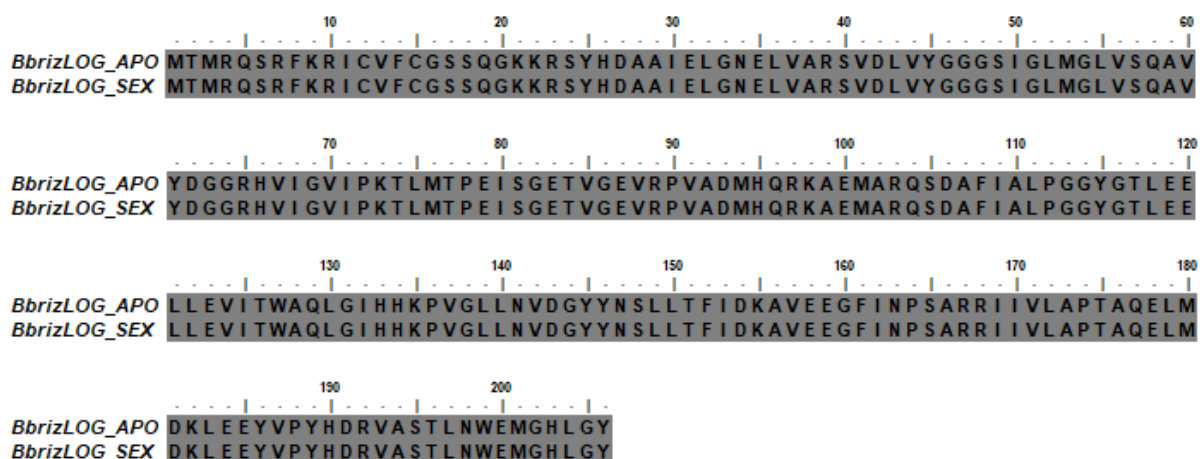 10 20 30 40 50 60
BbrizLOG_APO MTMRQSRFKRICVFCGSSQGKKRSYHDAAIELGNELVARSVDLVYGGGSIGLMGLVSQAV
BbrizLOG_SEX MTMRQSRFKRICVFCGSSQGKKRSYHDAAIELGNELVARSVDLVYGGGSIGLMGLVSQAV
70 80 90 100 110 120
BbrizLOG_APO YDGGRHVIGVIPKTLMTPEISGETVGEVRPVADMHQRKAEMARQSDAFIALPGGYGTLEE
BbrizLOG_SEX YDGGRHVIGVIPKTLMTPEISGETVGEVRPVADMHQRKAEMARQSDAFIALPGGYGTLEE
130 140 150 160 170 180
BbrizLOG_APO LLEVITWAQLGIHHKPVGLLNVDGYYNSLLTFIDKAVEEGFINPSARRIIVLAPTAQELM
BbrizLOG_SEX LLEVITWAQLGIHHKPVGLLNVDGYYNSLLTFIDKAVEEGFINPSARRIIVLAPTAQELM
190 200
BbrizLOG_APO DKLEEYVPYHDRVASTLNWEMGHLGY
BbrizLOG_SEX DKLEEYVPYHDRVASTLNWEMGHLGY